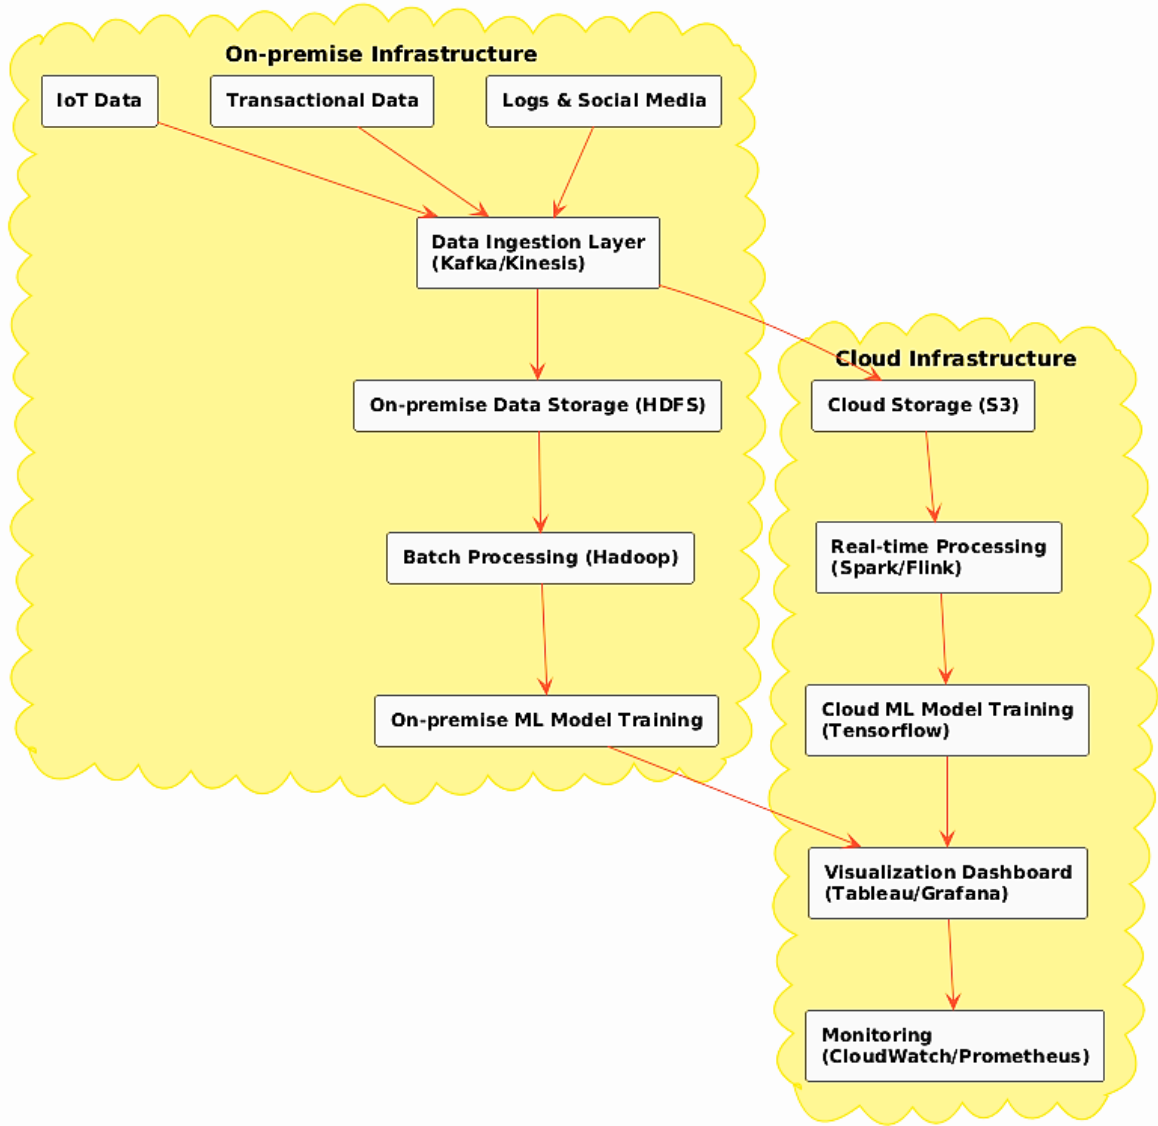 On-premise Infrastructure
IoT Data
Transactional Data
Logs & Social Media
Data Ingestion Layer
(Kafka/Kinesis)
On-premise Data Storage (HDFS)
Batch Processing (Hadoop)
On-premise ML Model Training
Cloud Infrastructure
Cloud Storage (S3)
Real-time Processing
(Spark/Flink)
Cloud ML Model Training
(Tensorflow)
Visualization Dashboard
(Tableau/Grafana)
Monitoring
(CloudWatch/Prometheus)